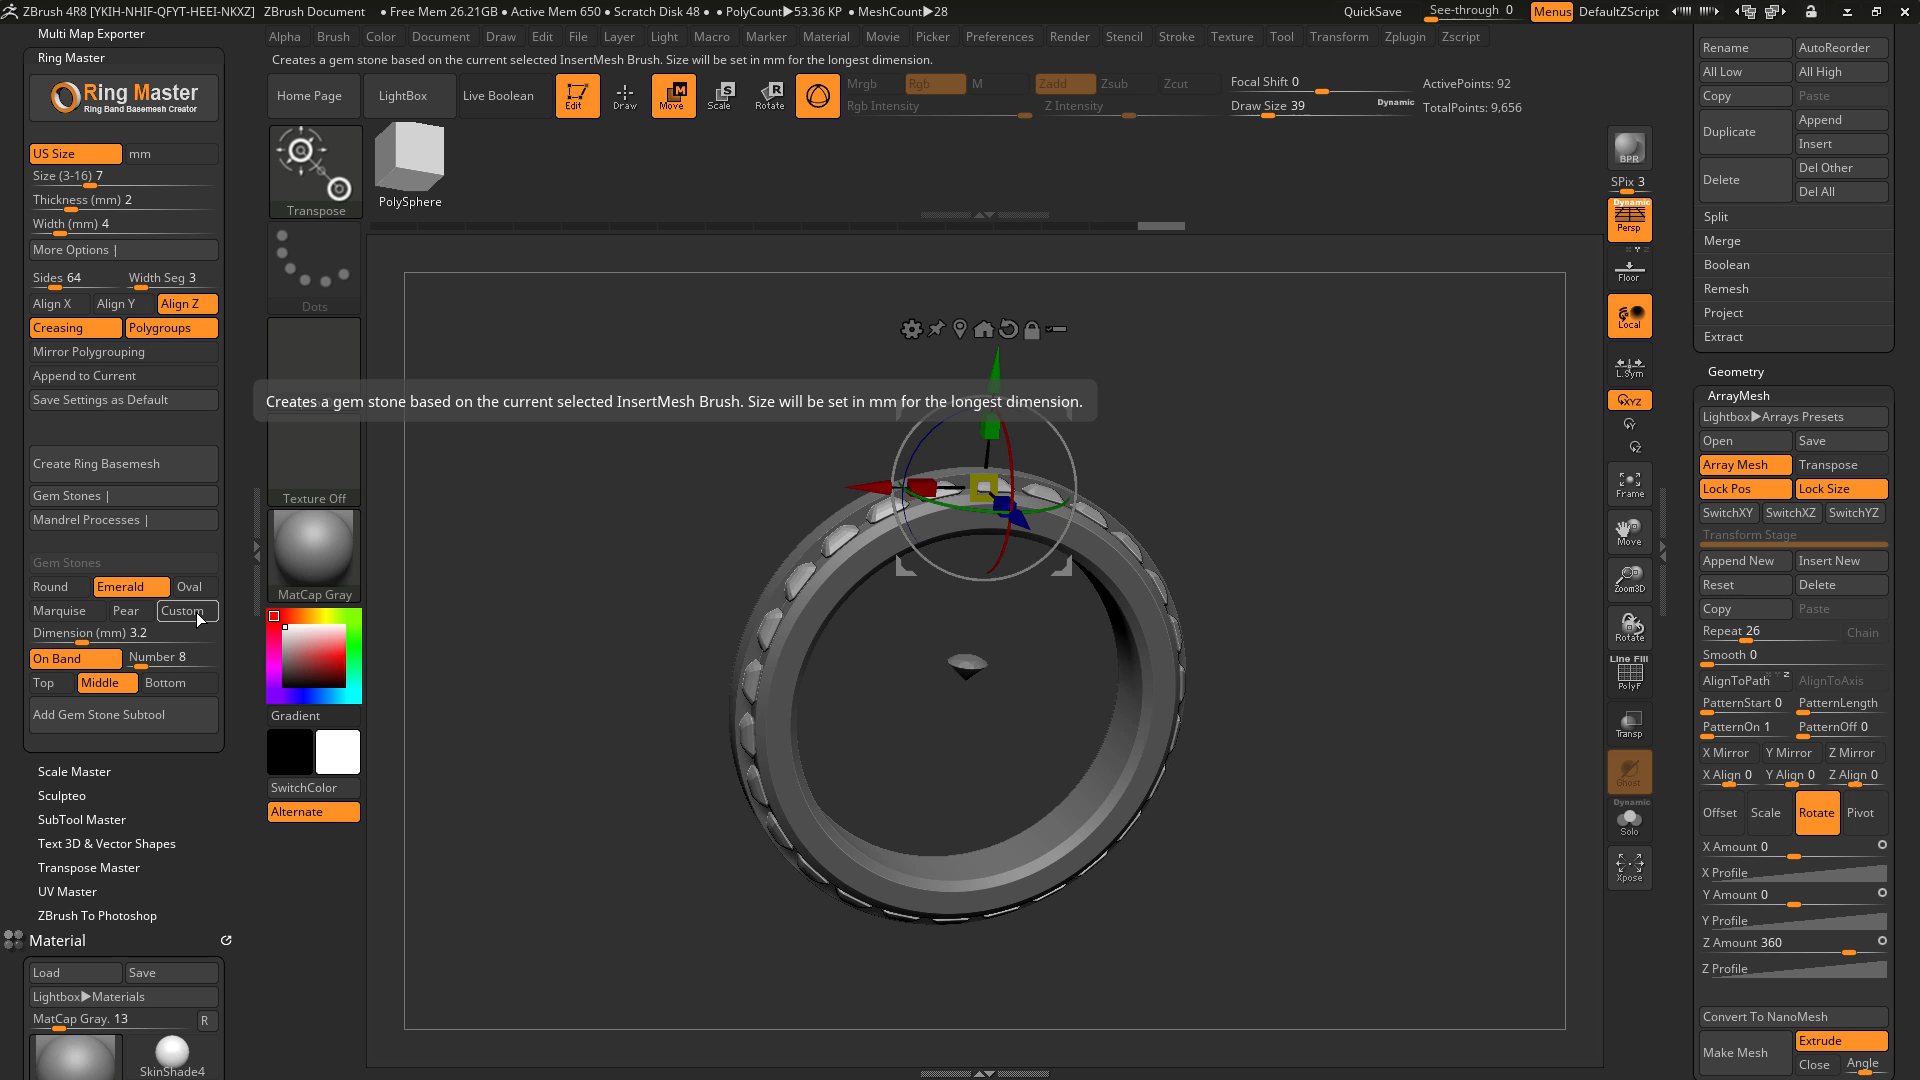 ZBrush 4R8 [YKIH-NHIF-QFYT-HEEI-NKXZ] ZBrush Document ● Free Mem 26.21GB ● Active Mem 650 ● Scratch Disk 48 ● ● PolyCount▶53.36 KP ● MeshCount▶28 QuickSave See-through 0 Menus DefaultZScript
Alpha Brush Color Document Draw Edit File Layer Light Macro Marker Material Movie Picker Preferences Render Stencil Stroke Texture Tool Transform Zplugin Zscript
Creates a gem stone based on the current selected InsertMesh Brush. Size will be set in mm for the longest dimension.
Home Page LightBox Live Boolean Edit Draw Move Scale Rotate
Mrgb Rgb M Zadd Zsub Zcut
Rgb Intensity Z Intensity
Focal Shift 0
Draw Size 39 Dynamic
ActivePoints: 92
TotalPoints: 9,656
Multi Map Exporter
Ring Master
Ring Master
Ring Band Basemesh Creator
US Size mm
Size (3-16) 7
Thickness (mm) 2
Width (mm) 4
More Options |
Sides 64 Width Seg 3
Align X Align Y Align Z
Creasing Polygroups
Mirror Polygrouping
Append to Current
Save Settings as Default
Create Ring Basemesh
Gem Stones |
Mandrel Processes |
Gem Stones
Round Emerald Oval
Marquise Pear Custom
Dimension (mm) 3.2
On Band Number 8
Top Middle Bottom
Add Gem Stone Subtool
Scale Master
Sculpteo
SubTool Master
Text 3D & Vector Shapes
Transpose Master
UV Master
ZBrush To Photoshop
Material
Load Save
Lightbox▶Materials
MatCap Gray. 13 R
SkinShade4
Transpose
PolySphere
Dots
Creates a gem stone based on the current selected InsertMesh Brush. Size will be set in mm for the longest dimension.
Texture Off
MatCap Gray
Gradient
SwitchColor
Alternate
BPR
SPix 3
Dynamic
Persp
Floor
Local
L.Sym
XYZ
Y
Z
Frame
Move
Zoom3D
Rotate
Line Fill
PolyF
Transp
Ghost
Dynamic
Solo
Xpose
Rename AutoReorder
All Low All High
Copy Paste
Duplicate Append
Insert
Delete Del Other
Del All
Split
Merge
Boolean
Remesh
Project
Extract
Geometry
ArrayMesh
Lightbox▶Arrays Presets
Open Save
Array Mesh Transpose
Lock Pos Lock Size
SwitchXY SwitchXZ SwitchYZ
Transform Stage
Append New Insert New
Reset Delete
Copy Paste
Repeat 26 Chain
Smooth 0
AlignToPath AlignToAxis
PatternStart 0 PatternLength
PatternOn 1 PatternOff 0
X Mirror Y Mirror Z Mirror
X Align 0 Y Align 0 Z Align 0
Offset Scale Rotate Pivot
X Amount 0
X Profile
Y Amount 0
Y Profile
Z Amount 360
Z Profile
Convert To NanoMesh
Make Mesh Extrude
Close Angle